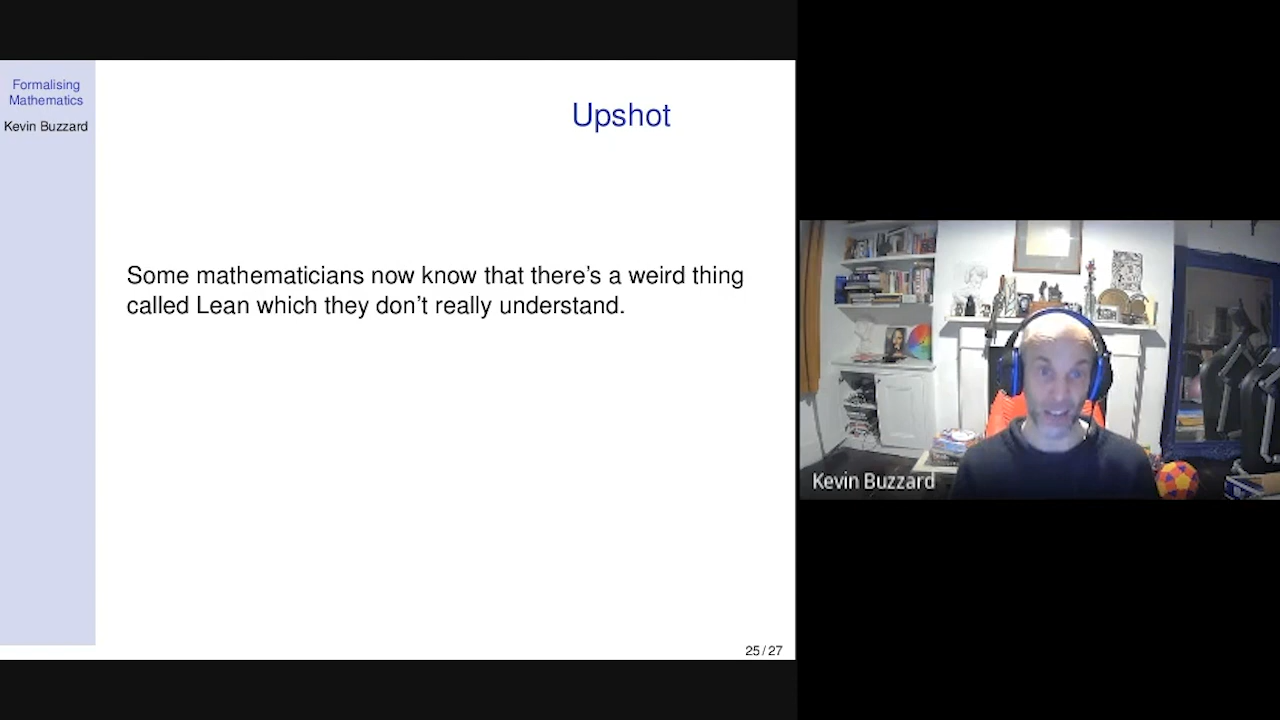 Formalising
Mathematics
Kevin Buzzard
Upshot
Some mathematicians now know that there's a weird thing
called Lean which they don't really understand.
25 / 27
Kevin Buzzard